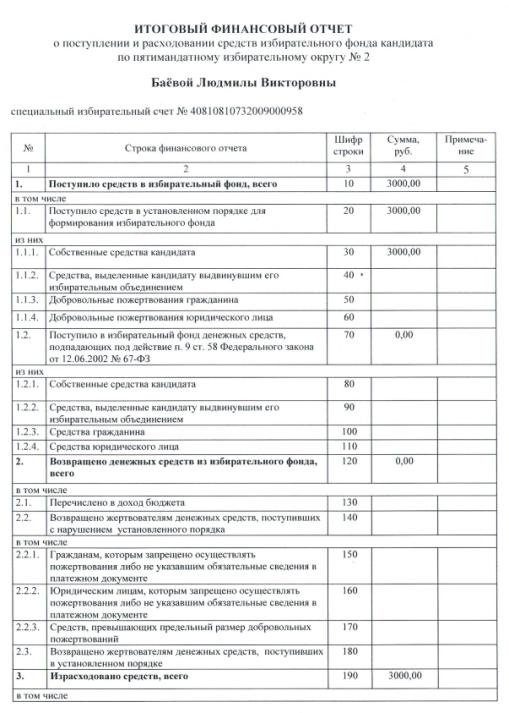 ИТОГОВЫЙ ФИНАНСОВЫЙ ОТЧЕТ
о поступлении и расходовании средств избирательного фонда кандидата
по пятимандатному избирательному округу № 2
Баёвой Людмилы Викторовны
специальный избирательный счет № 40810810732009000958
№ Строка финансового отчета Шифр строки Сумма, руб. Примеча-ние
1 2 3 4 5
1. Поступило средств в избирательный фонд, всего 10 3000,00
в том числе
1.1. Поступило средств в установленном порядке для 20 3000,00
формирования избирательного фонда
из них
1.1.1. Собственные средства кандидата 30 3000,00
1.1.2. Средства, выделенные кандидату выдвинувшим его 40
избирательным объединением
1.1.3. Добровольные пожертвования гражданина 50
1.1.4. Добровольные пожертвования юридического лица 60
1.2. Поступило в избирательный фонд денежных средств, 70 0,00
подпадающих под действие п. 9 ст. 58 Федерального закона
от 12.06.2002 № 67-ФЗ
из них
1.2.1. Собственные средства кандидата 80
1.2.2. Средства, выделенные кандидату выдвинувшим его 90
избирательным объединением
1.2.3. Средства гражданина 100
1.2.4. Средства юридического лица 110
2. Возвращено денежных средств из избирательного фонда, 120 0,00
всего
в том числе
2.1. Перечислено в доход бюджета 130
2.2. Возвращено жертвователям денежных средств, поступивших 140
с нарушением установленного порядка
в том числе
2.2.1. Гражданам, которым запрещено осуществлять 150
пожертвования либо не указавшим обязательные сведения в
платежном документе
2.2.2. Юридическим лицам, которым запрещено осуществлять 160
пожертвования либо не указавшим обязательные сведения в
платежном документе
2.2.3. Средств, превышающих предельный размер добровольных 170
пожертвований
2.3. Возвращено жертвователям денежных средств, поступивших 180
в установленном порядке
3. Израсходовано средств, всего 190 3000,00
в том числе